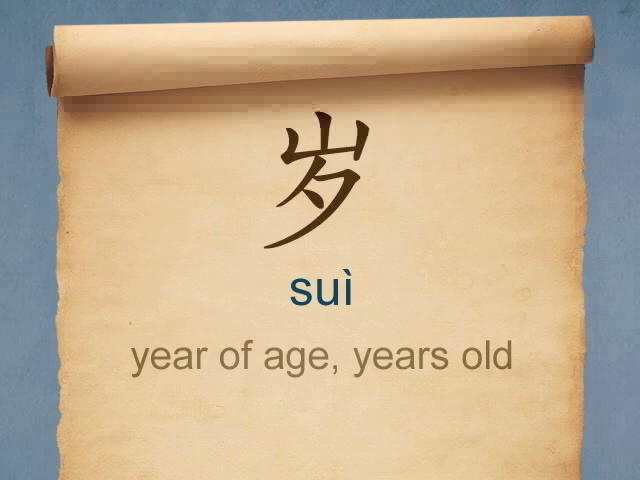 岁
suì
year of age, years old